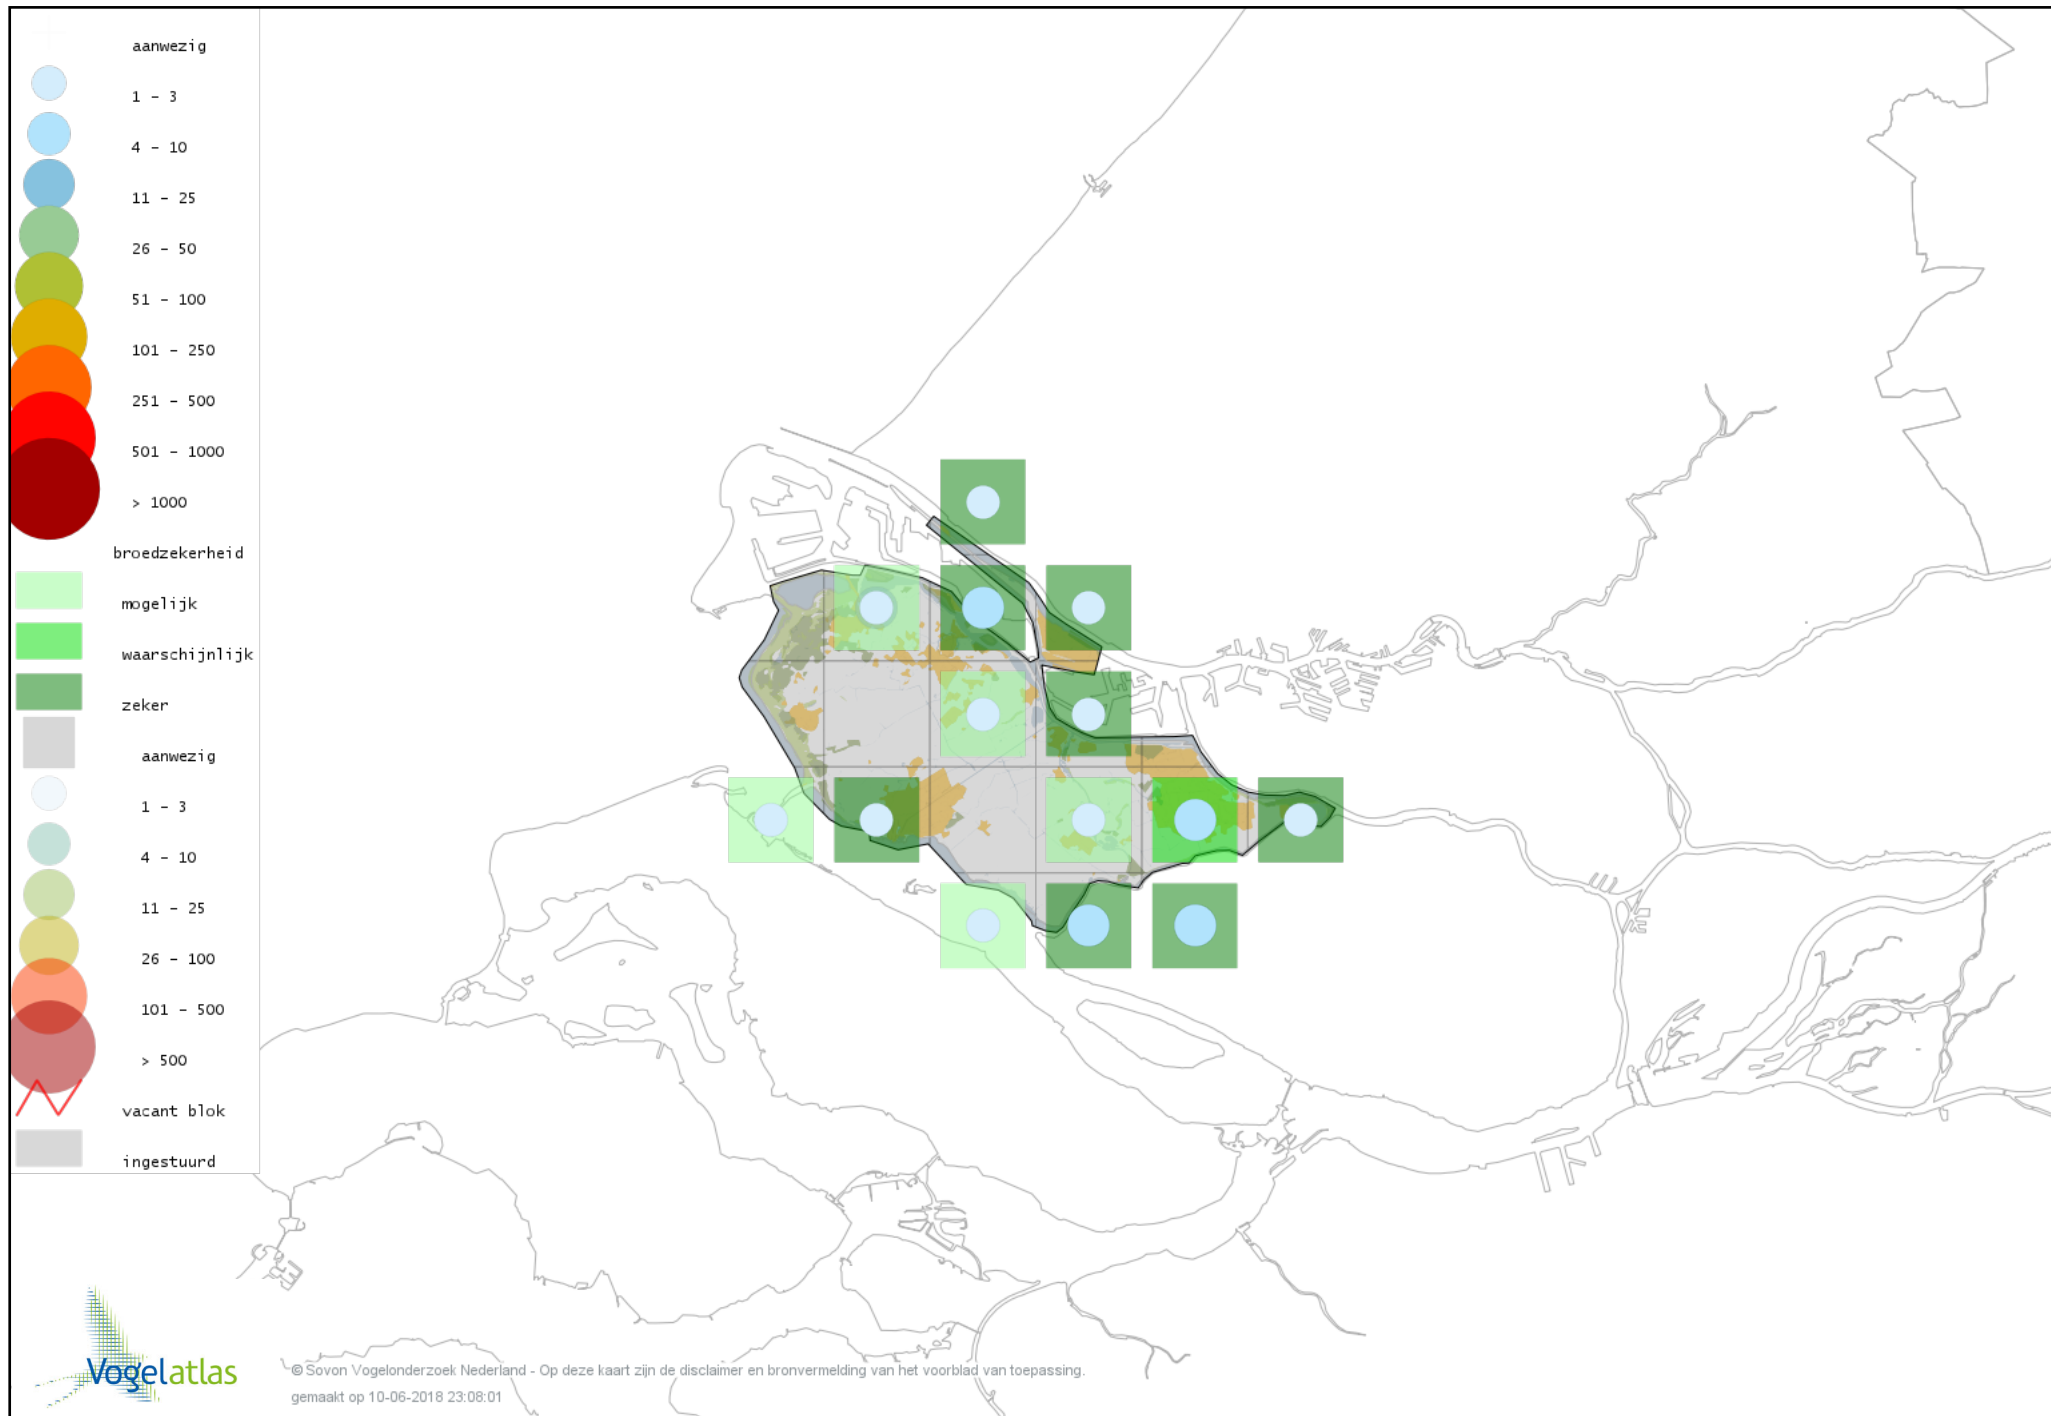 aanwezig
1 - 3
4 - 10
11 - 25
26 - 50
51 - 100
101 - 250
251 - 500
501 - 1000
> 1000
broedzekerheid
mogelijk
waarschijnlijk
zeker
aanwezig
1 - 3
4 - 10
11 - 25
26 - 100
101 - 500
> 500
vacant blok
ingestuurd
Vogelatlas
© Sovon Vogelonderzoek Nederland - Op deze kaart zijn de disclaimer en bronvermelding van het voorblad van toepassing.
gemaakt op 10-06-2018 23:08:01